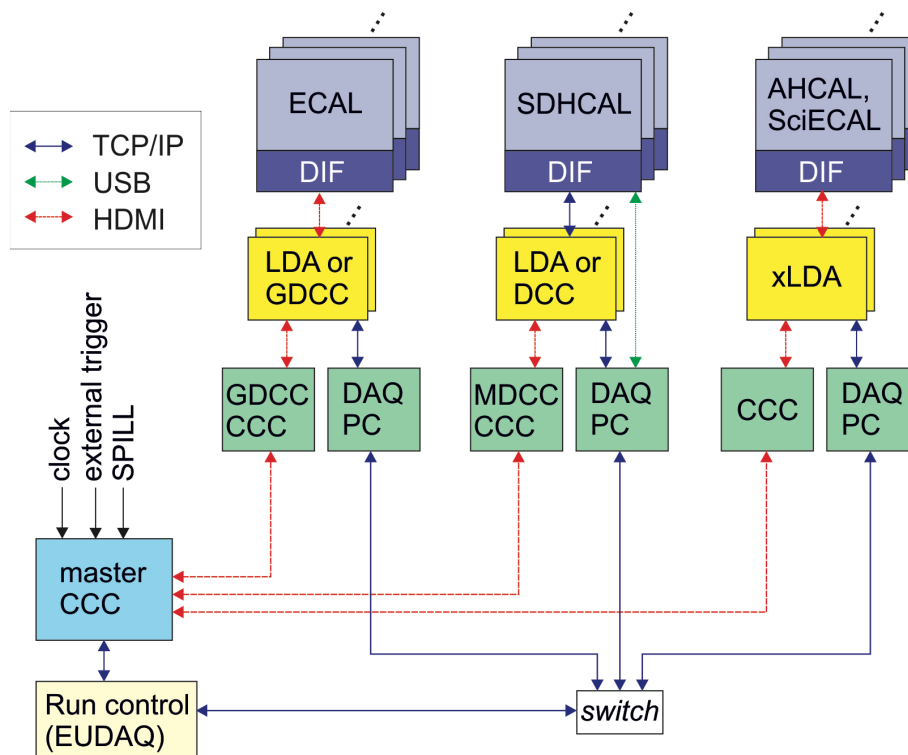 ECAL
DIF
SDHCAL
DIF
AHCAL,
SciECAL
DIF
TCP/IP
USB
HDMI
LDA or
GDCC
LDA or
DCC
xLDA
GDCC
CCC
DAQ
PC
MDCC
CCC
DAQ
PC
CCC
DAQ
PC
clock
external trigger
SPILL
master
CCC
Run control
(EUDAQ)
switch